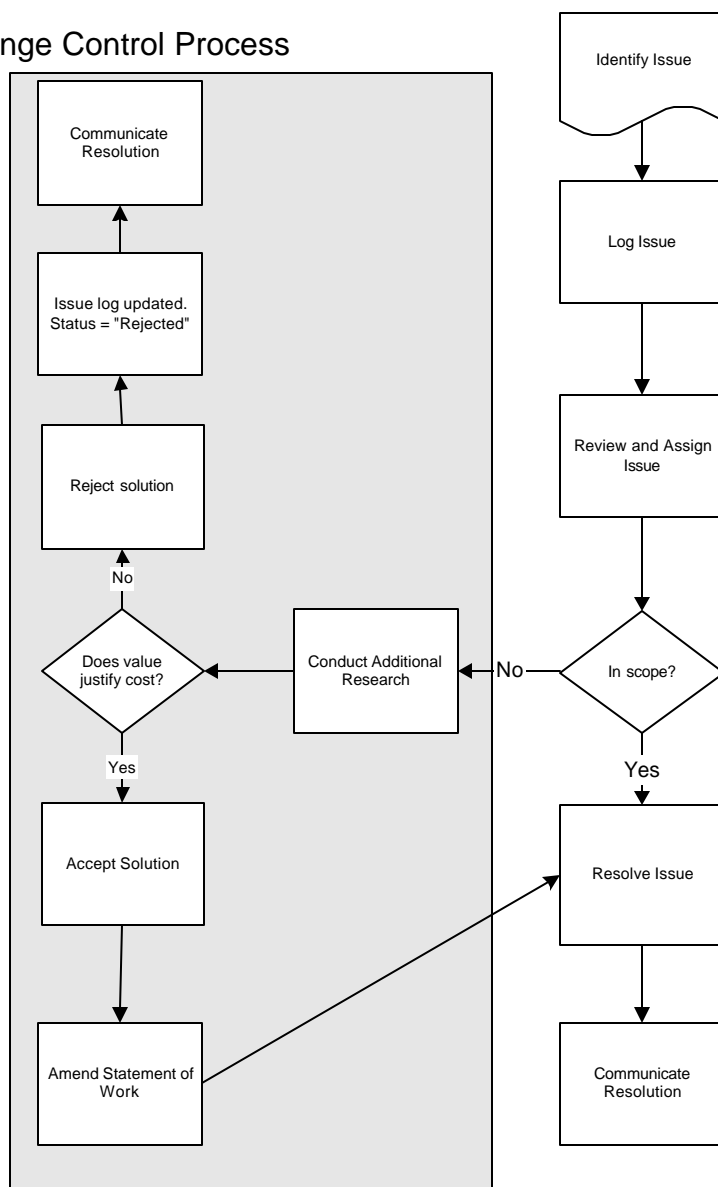 nge Control Process
Identify Issue
Communicate
Resolution
Log Issue
Issue log updated.
Status = "Rejected"
Review and Assign
Issue
Reject solution
No
Does value
justify cost?
Conduct Additional
Research
No
In scope?
Yes
Yes
Accept Solution
Resolve Issue
Amend Statement of
Work
Communicate
Resolution